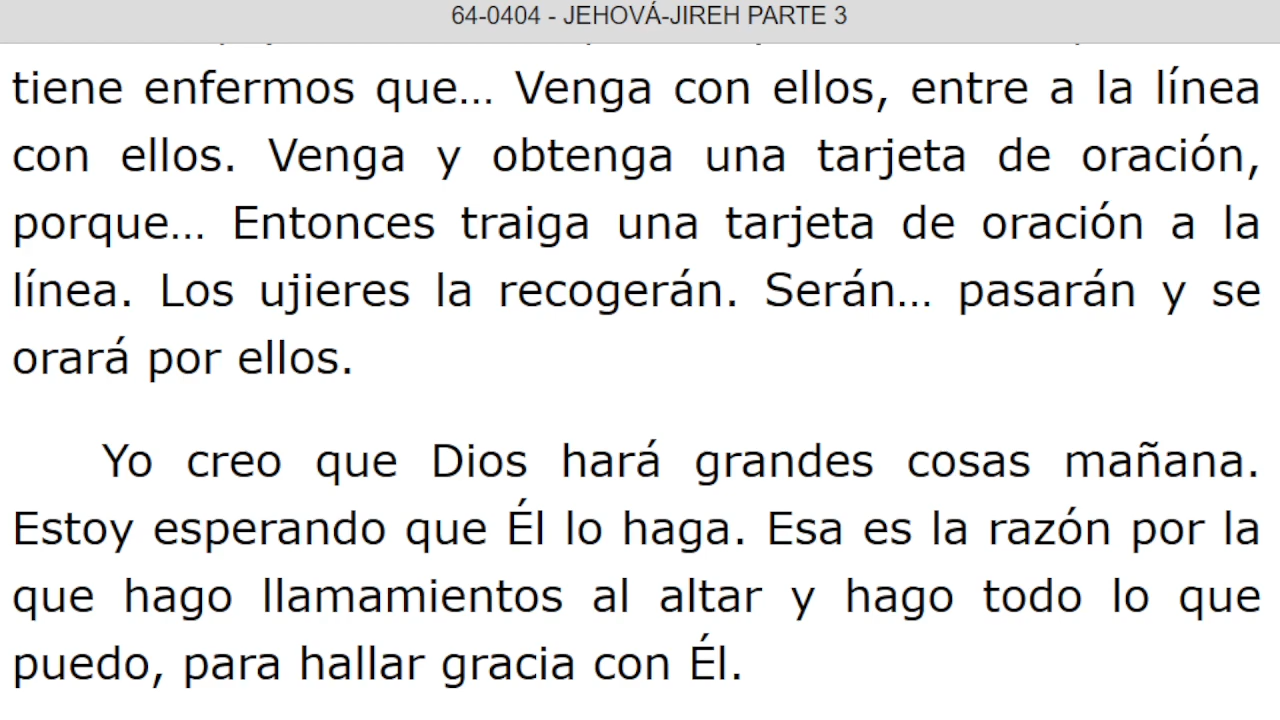 64-0404 - JEHOVÁ-JIREH PARTE 3
tiene enfermos que... Venga con ellos, entre a la línea
con ellos. Venga y obtenga una tarjeta de oración,
porque... Entonces traiga una tarjeta de oración a la
línea. Los ujieres la recogerán. Serán... pasarán y se
orará por ellos.
Yo creo que Dios hará grandes cosas mañana.
Estoy esperando que Él lo haga. Esa es la razón por la
que hago llamamientos al altar y hago todo lo que
puedo, para hallar gracia con Él.